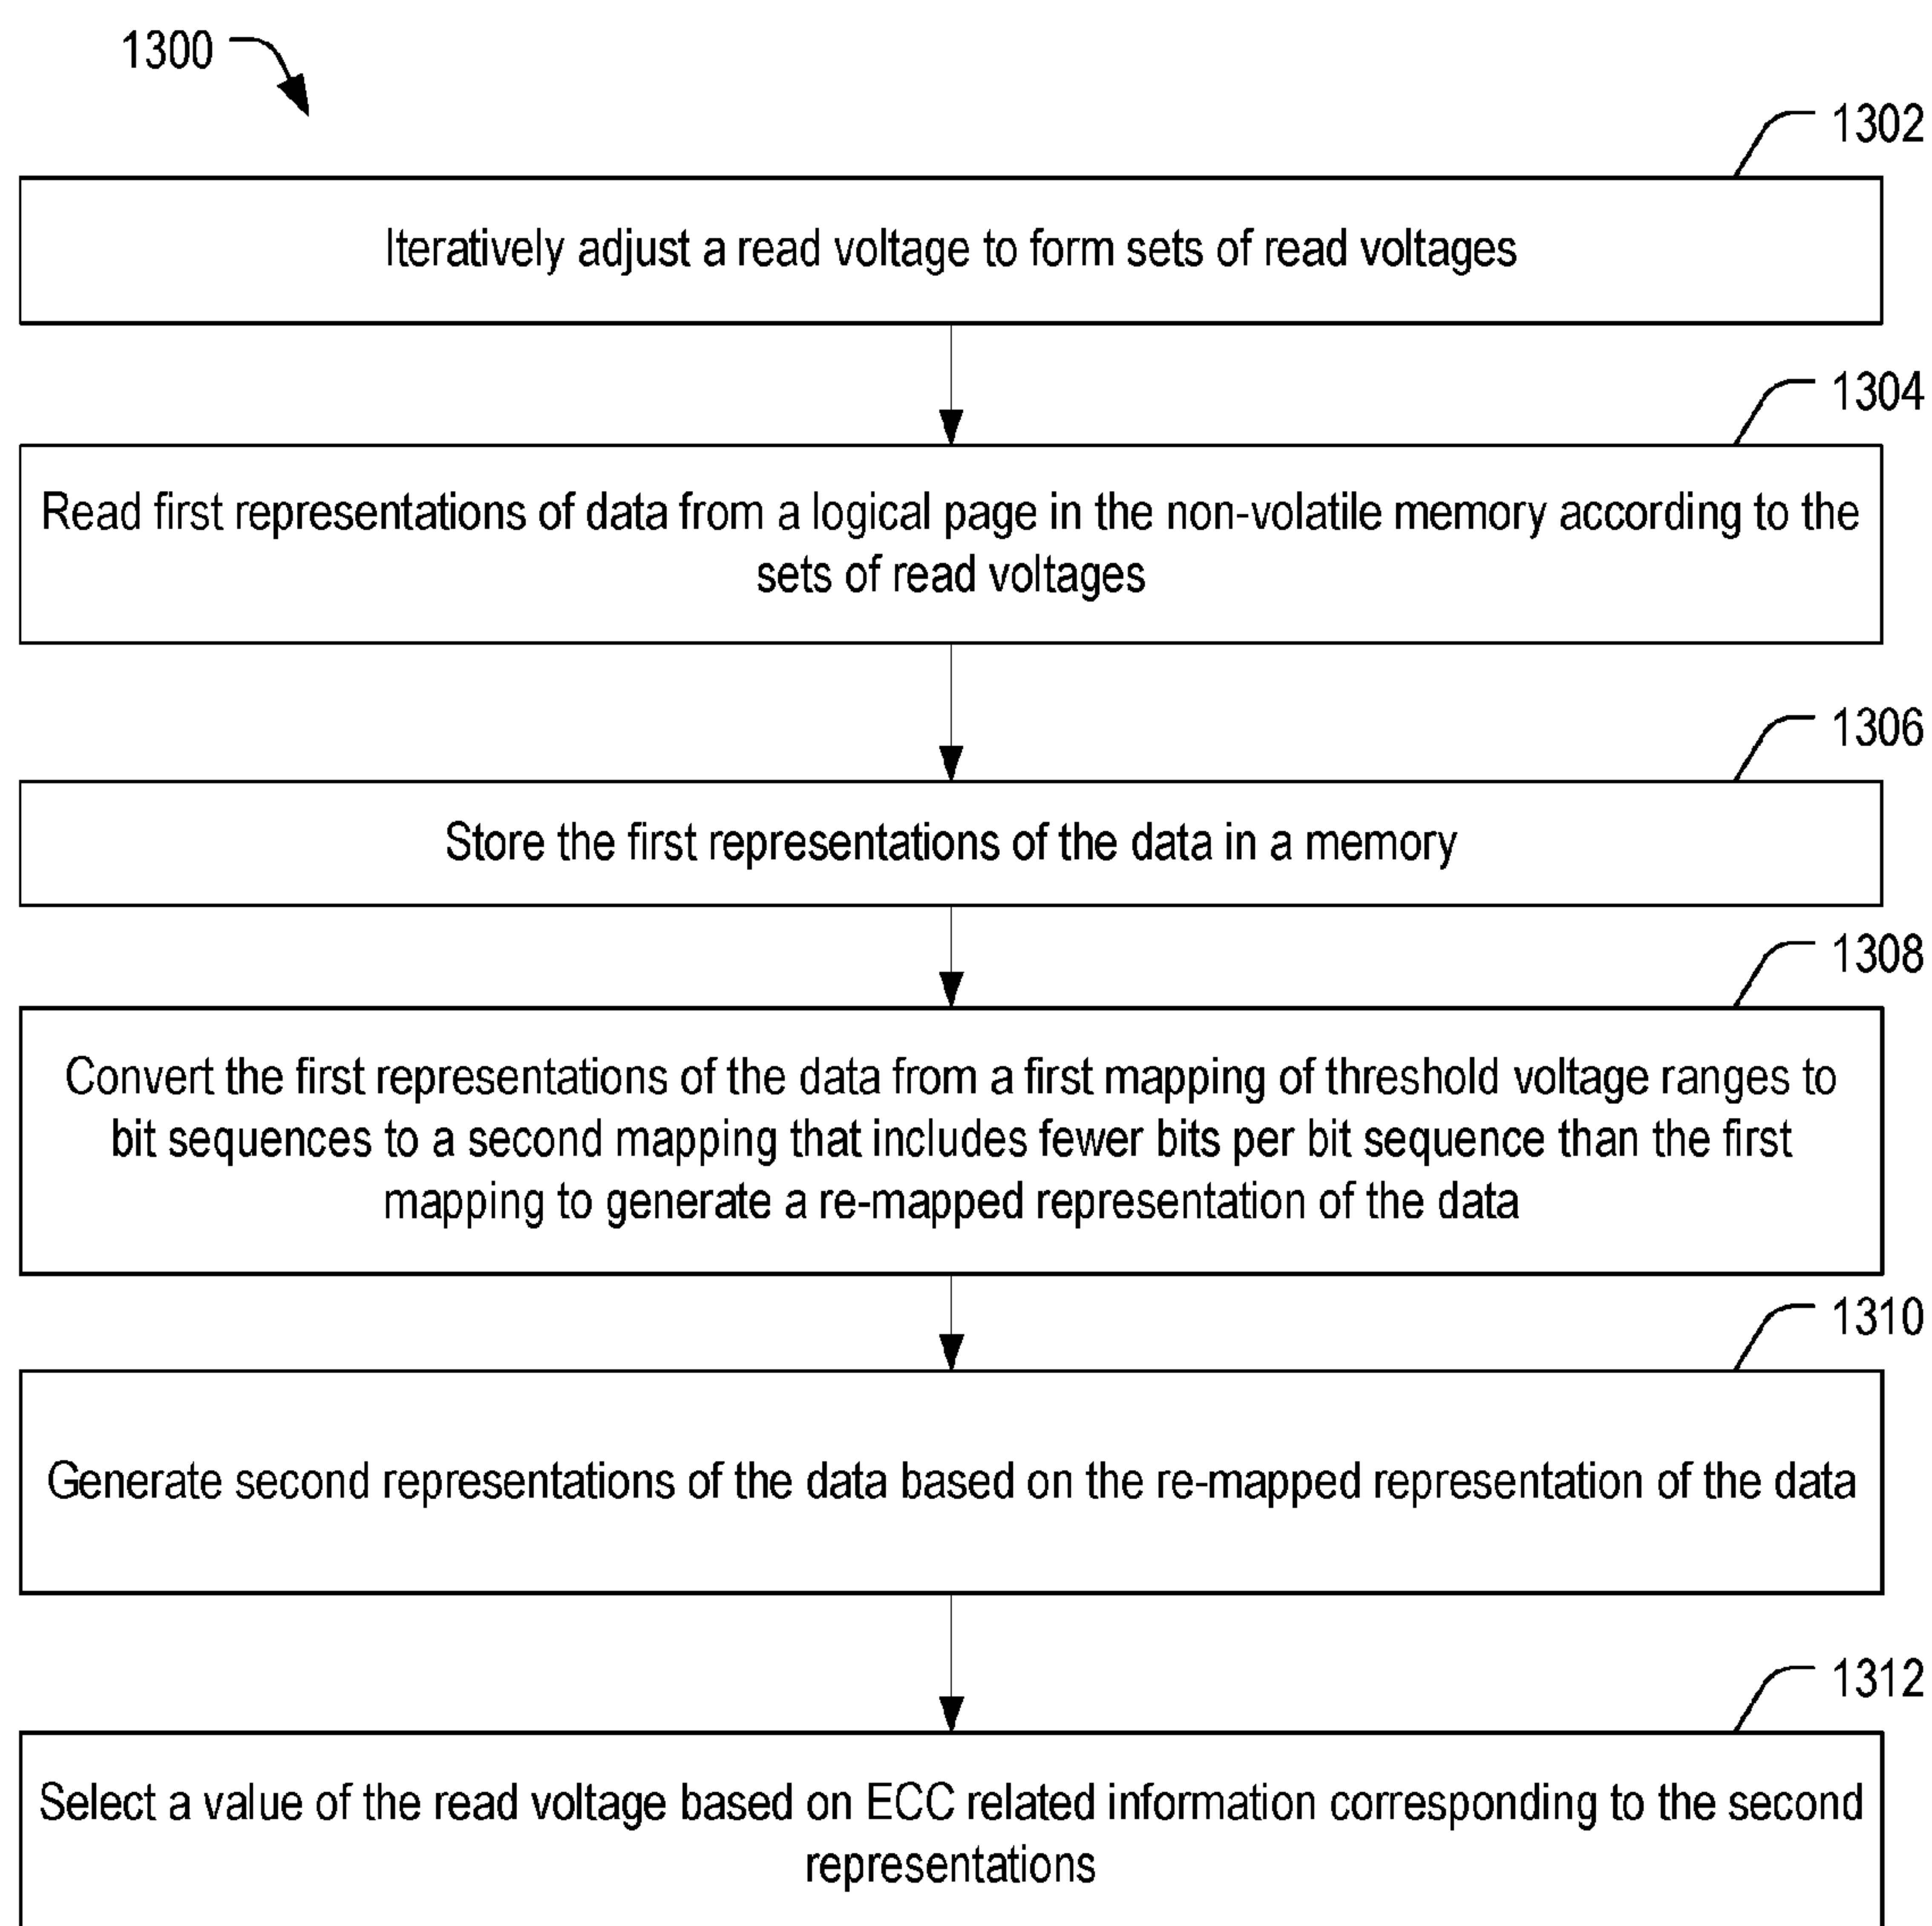 1300
1302
Iteratively adjust a read voltage to form sets of read voltages
1304
Read first representations of data from a logical page in the non-volatile memory according to the
sets of read voltages
1306
Store the first representations of the data in a memory
1308
Convert the first representations of the data from a first mapping of threshold voltage ranges to
bit sequences to a second mapping that includes fewer bits per bit sequence than the first
mapping to generate a re-mapped representation of the data
1310
Generate second representations of the data based on the re-mapped representation of the data
1312
Select a value of the read voltage based on ECC related information corresponding to the second
representations